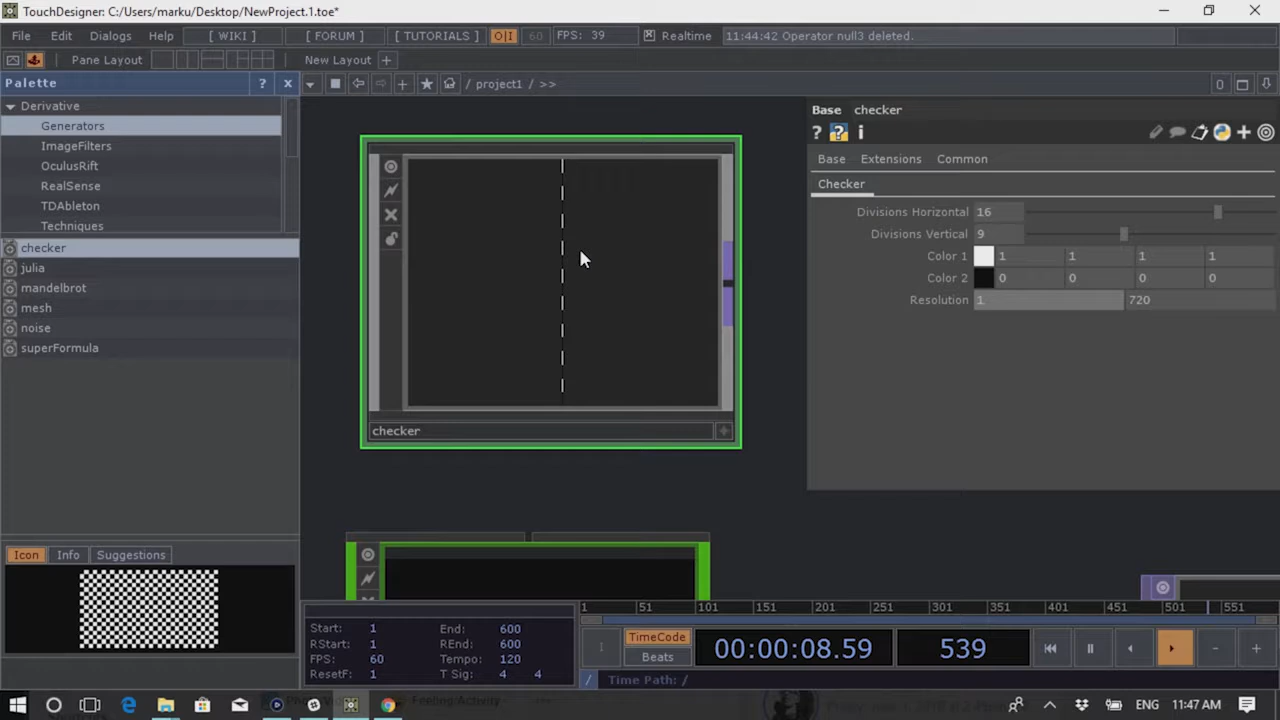 TouchDesigner: C:/Users/marku/Desktop/NewProject.1.toe*
File Edit Dialogs Help [ WIKI ] [ FORUM ] [ TUTORIALS ] O|I 60 FPS: 39 Realtime 11:44:42 Operator null3 deleted.
Pane Layout New Layout +
Palette ? x / project1 / >> 0
Derivative
Generators
ImageFilters
OculusRift
RealSense
TDAbleton
Techniques
checker
julia
mandelbrot
mesh
noise
superFormula
Icon Info Suggestions
checker
Base checker
? ? i
Base Extensions Common
Checker
Divisions Horizontal 16
Divisions Vertical 9
Color 1 1 1 1 1
Color 2 0 0 0 0
Resolution 1 720
1 51 101 151 201 251 301 351 401 451 501 551
Start: 1 End: 600
RStart: 1 REnd: 600
FPS: 60 Tempo: 120
ResetF: 1 T Sig: 4 4
TimeCode
Beats
00:00:08.59 539
/ Time Path: /
Feeling:Activity
ENG 11:47 AM